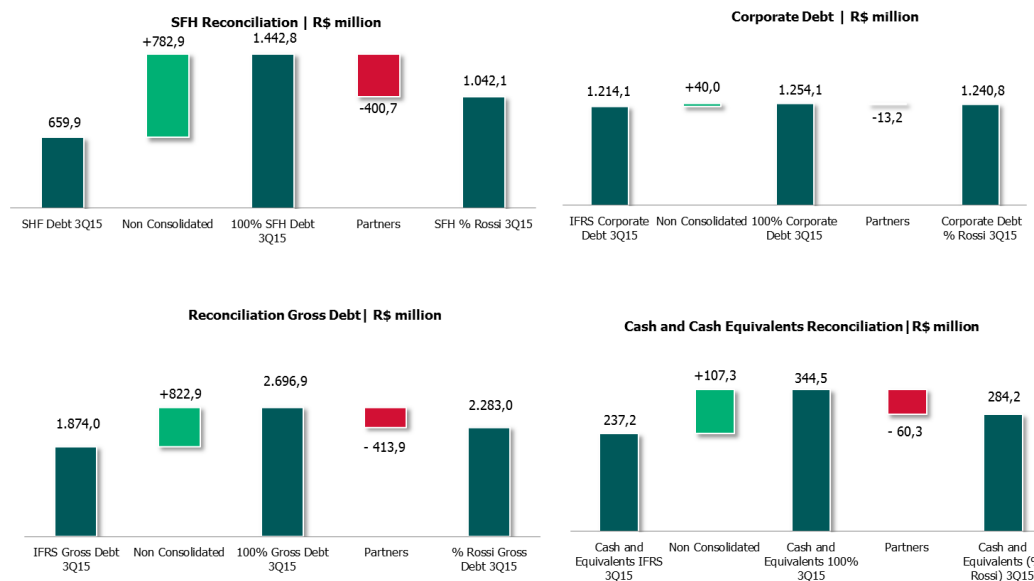 SFH Reconciliation | R$ million
+782,9
1.442,8
1.042,1
659,9
-400,7
SHF Debt 3Q15
Non Consolidated
100% SFH Debt
3Q15
Partners
SFH % Rossi 3Q15
Corporate Debt | R$ million
1.214,1
+40,0
1.254,1
1.240,8
-13,2
IFRS Corporate
Debt 3Q15
Non Consolidated
100% Corporate
Debt 3Q15
Partners
Corporate Debt
% Rossi 3Q15
Reconciliation Gross Debt| R$ million
1.874,0
+822,9
2.696,9
2.283,0
- 413,9
IFRS Gross Debt
3Q15
Non Consolidated
100% Gross Debt
3Q15
Partners
% Rossi Gross
Debt 3Q15
Cash and Cash Equivalents Reconciliation|R$ million
+107,3
344,5
284,2
237,2
- 60,3
Cash and
Equivalents IFRS
3Q15
Non Consolidated
Cash and
Equivalents 100%
3Q15
Partners
Cash and
Equivalents (
Rossi) 3Q15